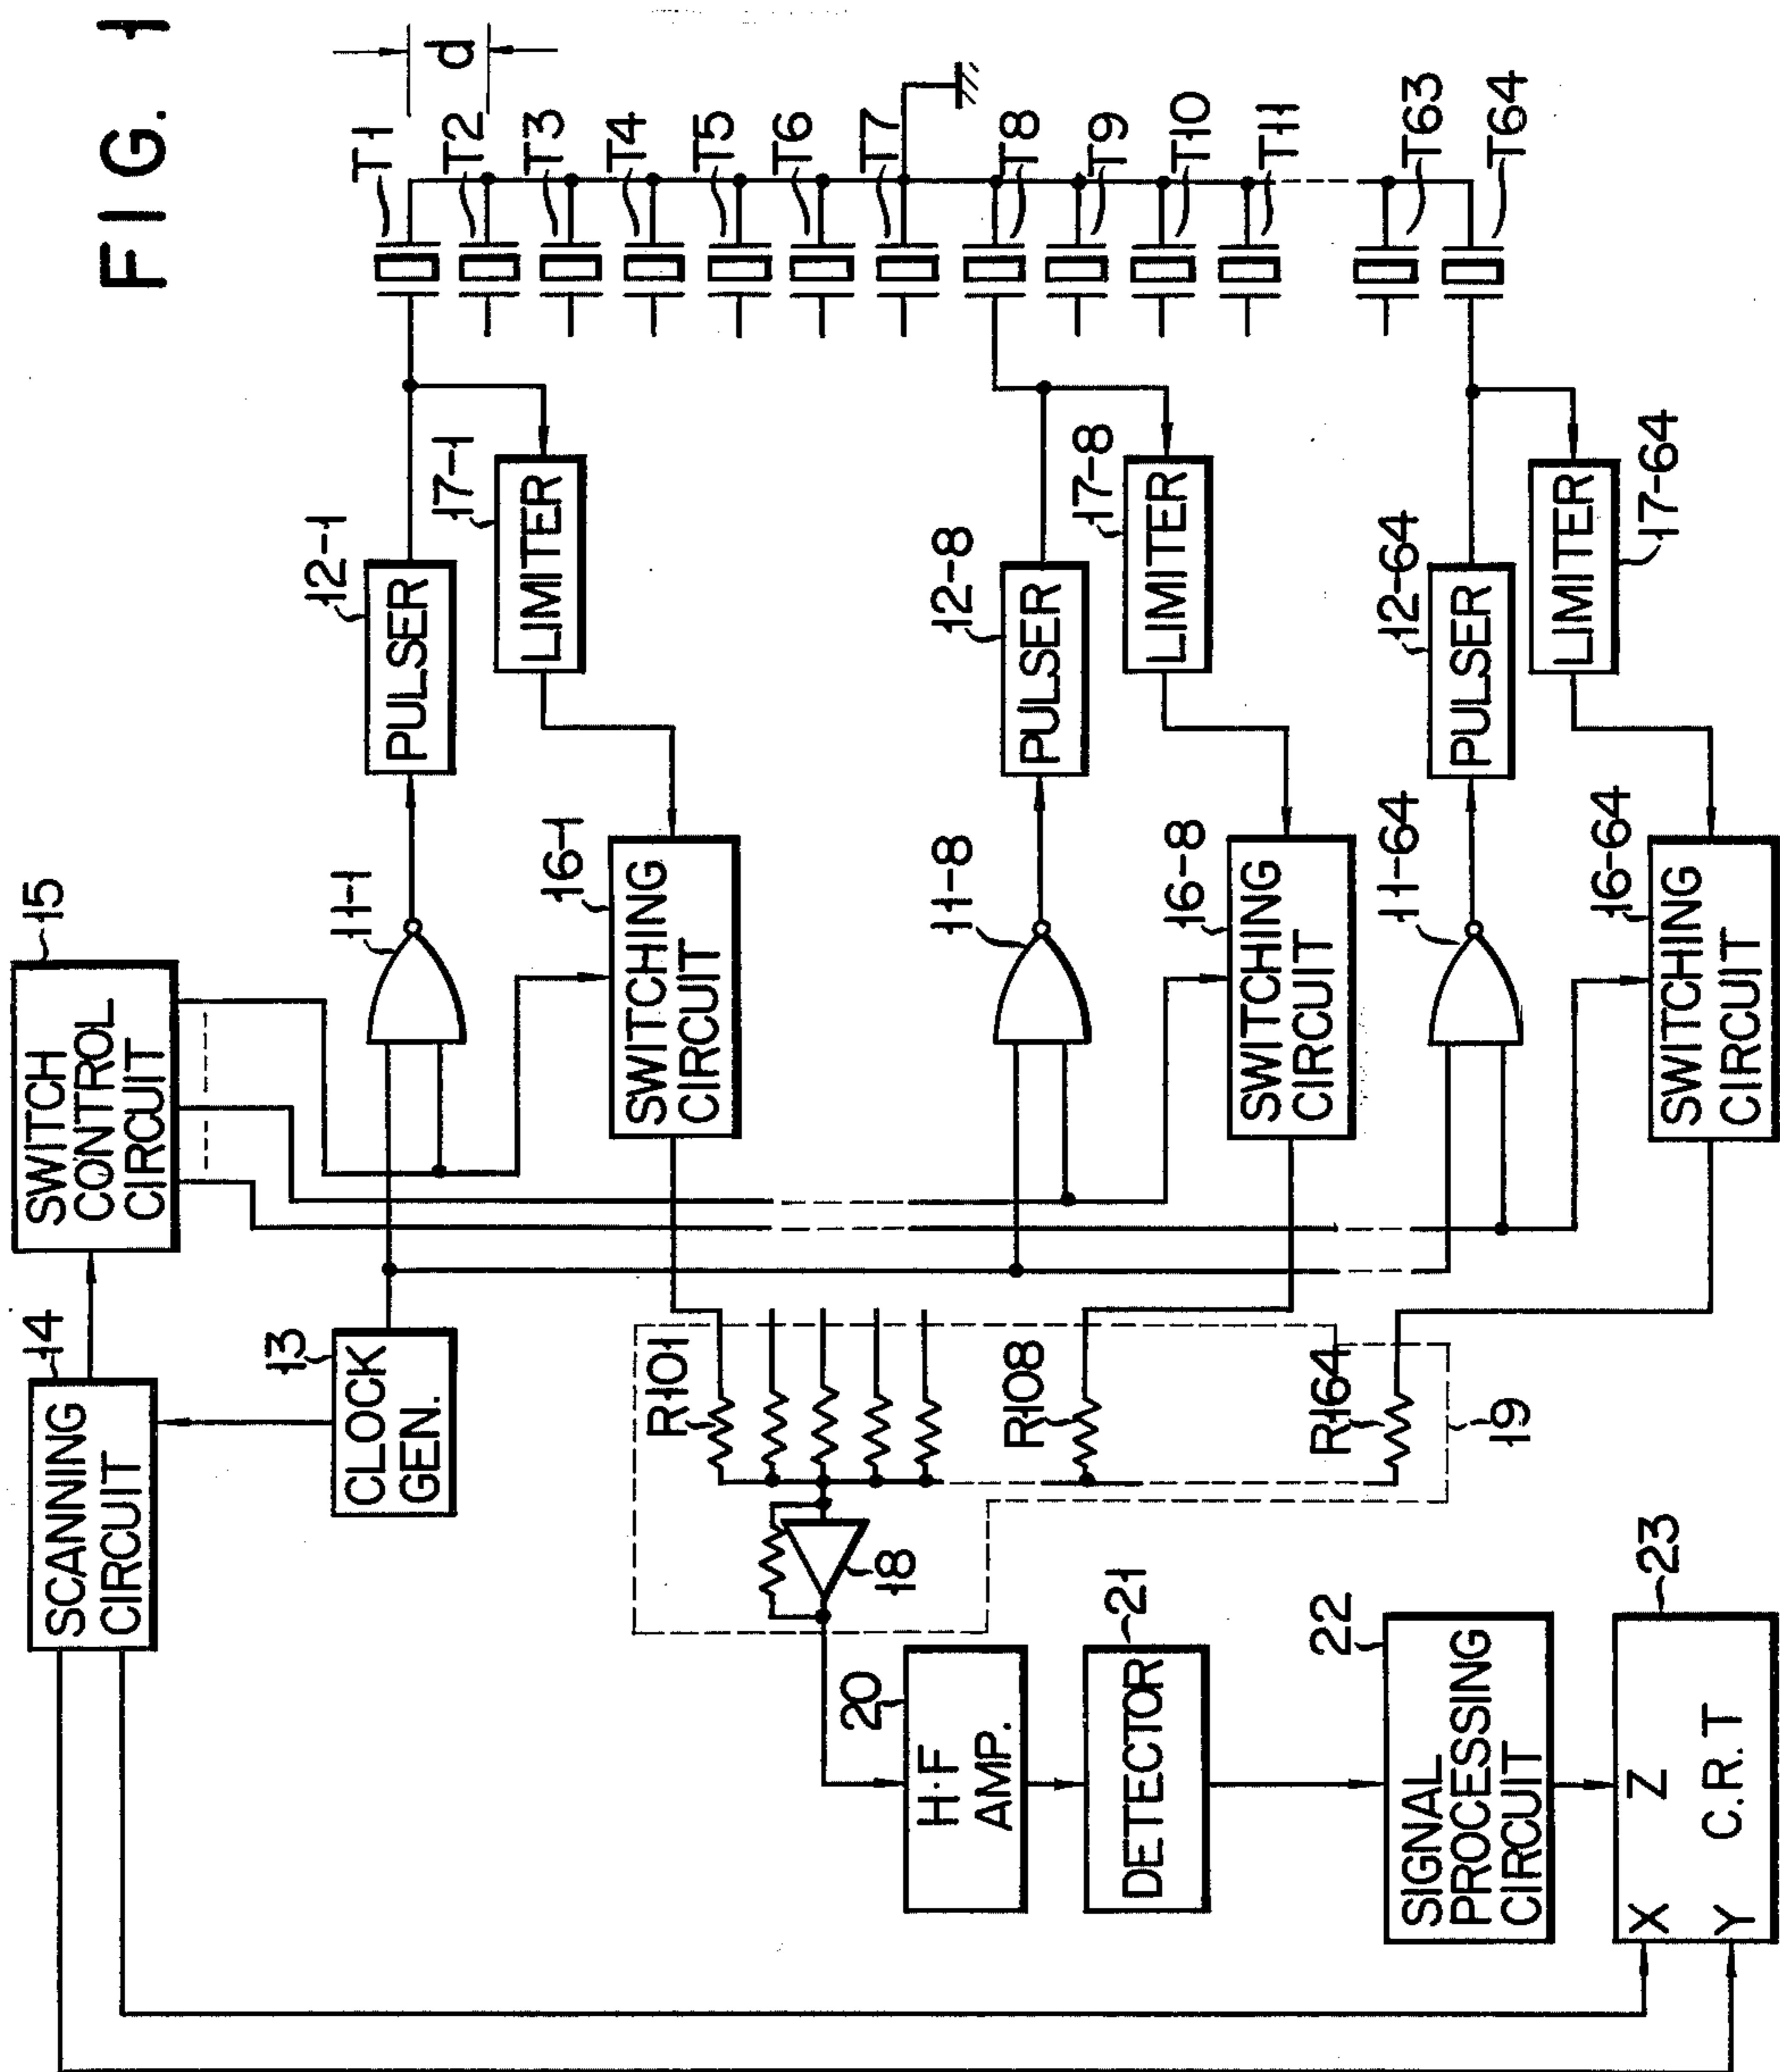 FIG. 1
d
T1
T2
T3
T4
T5
T6
T7
T8
T9
T10
T11
T63
T64
12-1
PULSER
17-1
LIMITER
12-8
PULSER
17-8
LIMITER
12-64
PULSER
17-64
LIMITER
15
SWITCH
CONTROL
CIRCUIT
11-1
16-1
SWITCHING
CIRCUIT
11-8
16-8
SWITCHING
CIRCUIT
11-64
16-64
SWITCHING
CIRCUIT
14
SCANNING
CIRCUIT
13
CLOCK
GEN.
R101
R108
R164
19
18
20
H·F
AMP.
21
DETECTOR
22
SIGNAL
PROCESSING
CIRCUIT
23
X
Z
Y
C.R.T